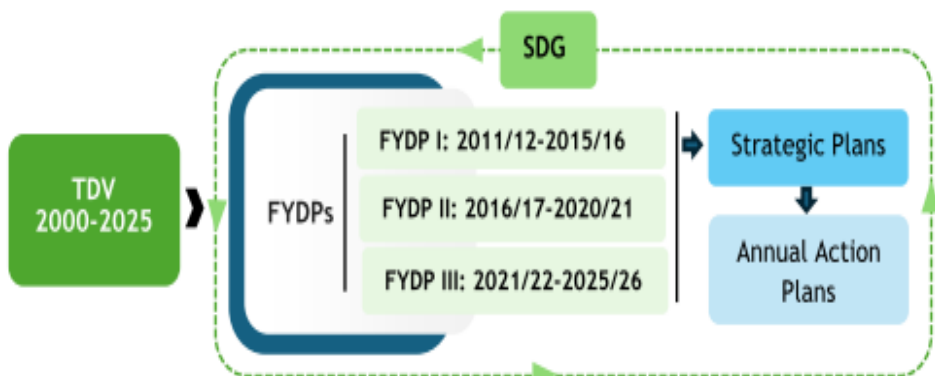 SDG
TDV
2000-2025
FYDPs
FYDP I: 2011/12-2015/16
FYDP II: 2016/17-2020/21
FYDP III: 2021/22-2025/26
Strategic Plans
Annual Action
Plans